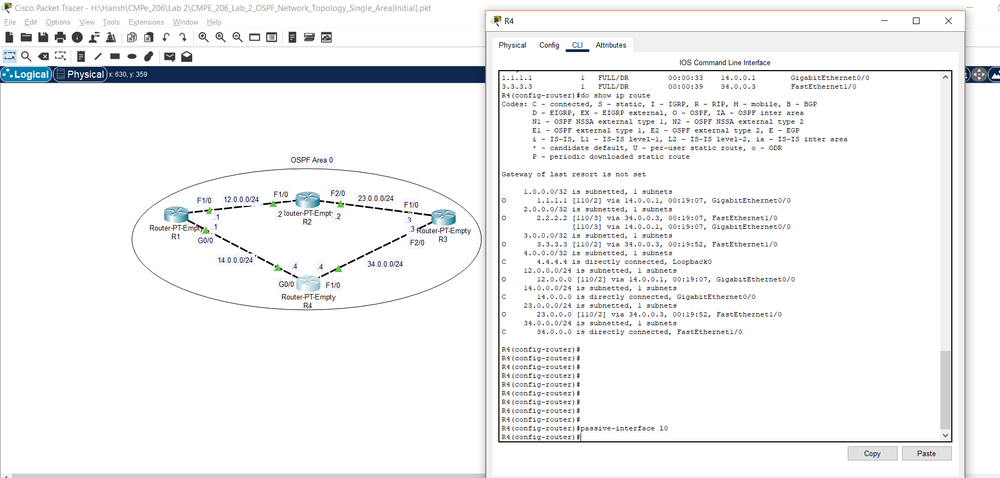 Cisco Packet Tracer - H:\Harish\CMPe_206\Lab 2\CMPE_206_Lab_2_OSPF_Network_Topology_Single_Area[Initial].pkt
File Edit Options View Tools Extensions Window Help
Logical Physical x: 630, y: 359
OSPF Area 0
F1/0 12.0.0.0/24 F1/0 F2/0 23.0.0.0/24 F1/0
.1 .2 Router-PT-Empty .2 .3
R2
Router-PT-Empty .1 .3 Router-PT-Empty
R1 R3
G0/0 F2/0
14.0.0.0/24 34.0.0.0/24
.4 .4
G0/0 F1/0
Router-PT-Empty
R4
R4
Physical Config CLI Attributes
IOS Command Line Interface
1.1.1.1 1 FULL/DR 00:00:33 14.0.0.1 GigabitEthernet0/0
3.3.3.3 1 FULL/DR 00:00:39 34.0.0.3 FastEthernet1/0
R4(config-router)#do show ip route
Codes: C - connected, S - static, I - IGRP, R - RIP, M - mobile, B - BGP
D - EIGRP, EX - EIGRP external, O - OSPF, IA - OSPF inter area
N1 - OSPF NSSA external type 1, N2 - OSPF NSSA external type 2
E1 - OSPF external type 1, E2 - OSPF external type 2, E - EGP
i - IS-IS, L1 - IS-IS level-1, L2 - IS-IS level-2, ia - IS-IS inter area
* - candidate default, U - per-user static route, o - ODR
P - periodic downloaded static route
Gateway of last resort is not set
1.0.0.0/32 is subnetted, 1 subnets
O 1.1.1.1 [110/2] via 14.0.0.1, 00:19:07, GigabitEthernet0/0
2.0.0.0/32 is subnetted, 1 subnets
O 2.2.2.2 [110/3] via 34.0.0.3, 00:19:07, FastEthernet1/0
[110/3] via 14.0.0.1, 00:19:07, GigabitEthernet0/0
3.0.0.0/32 is subnetted, 1 subnets
O 3.3.3.3 [110/2] via 34.0.0.3, 00:19:52, FastEthernet1/0
4.0.0.0/32 is subnetted, 1 subnets
C 4.4.4.4 is directly connected, Loopback0
12.0.0.0/24 is subnetted, 1 subnets
O 12.0.0.0 [110/2] via 14.0.0.1, 00:19:07, GigabitEthernet0/0
14.0.0.0/24 is subnetted, 1 subnets
C 14.0.0.0 is directly connected, GigabitEthernet0/0
23.0.0.0/24 is subnetted, 1 subnets
O 23.0.0.0 [110/2] via 34.0.0.3, 00:19:52, FastEthernet1/0
34.0.0.0/24 is subnetted, 1 subnets
C 34.0.0.0 is directly connected, FastEthernet1/0
R4(config-router)#
R4(config-router)#
R4(config-router)#
R4(config-router)#
R4(config-router)#
R4(config-router)#
R4(config-router)#
R4(config-router)#
R4(config-router)#
R4(config-router)#passive-interface l0
R4(config-router)#
Copy Paste